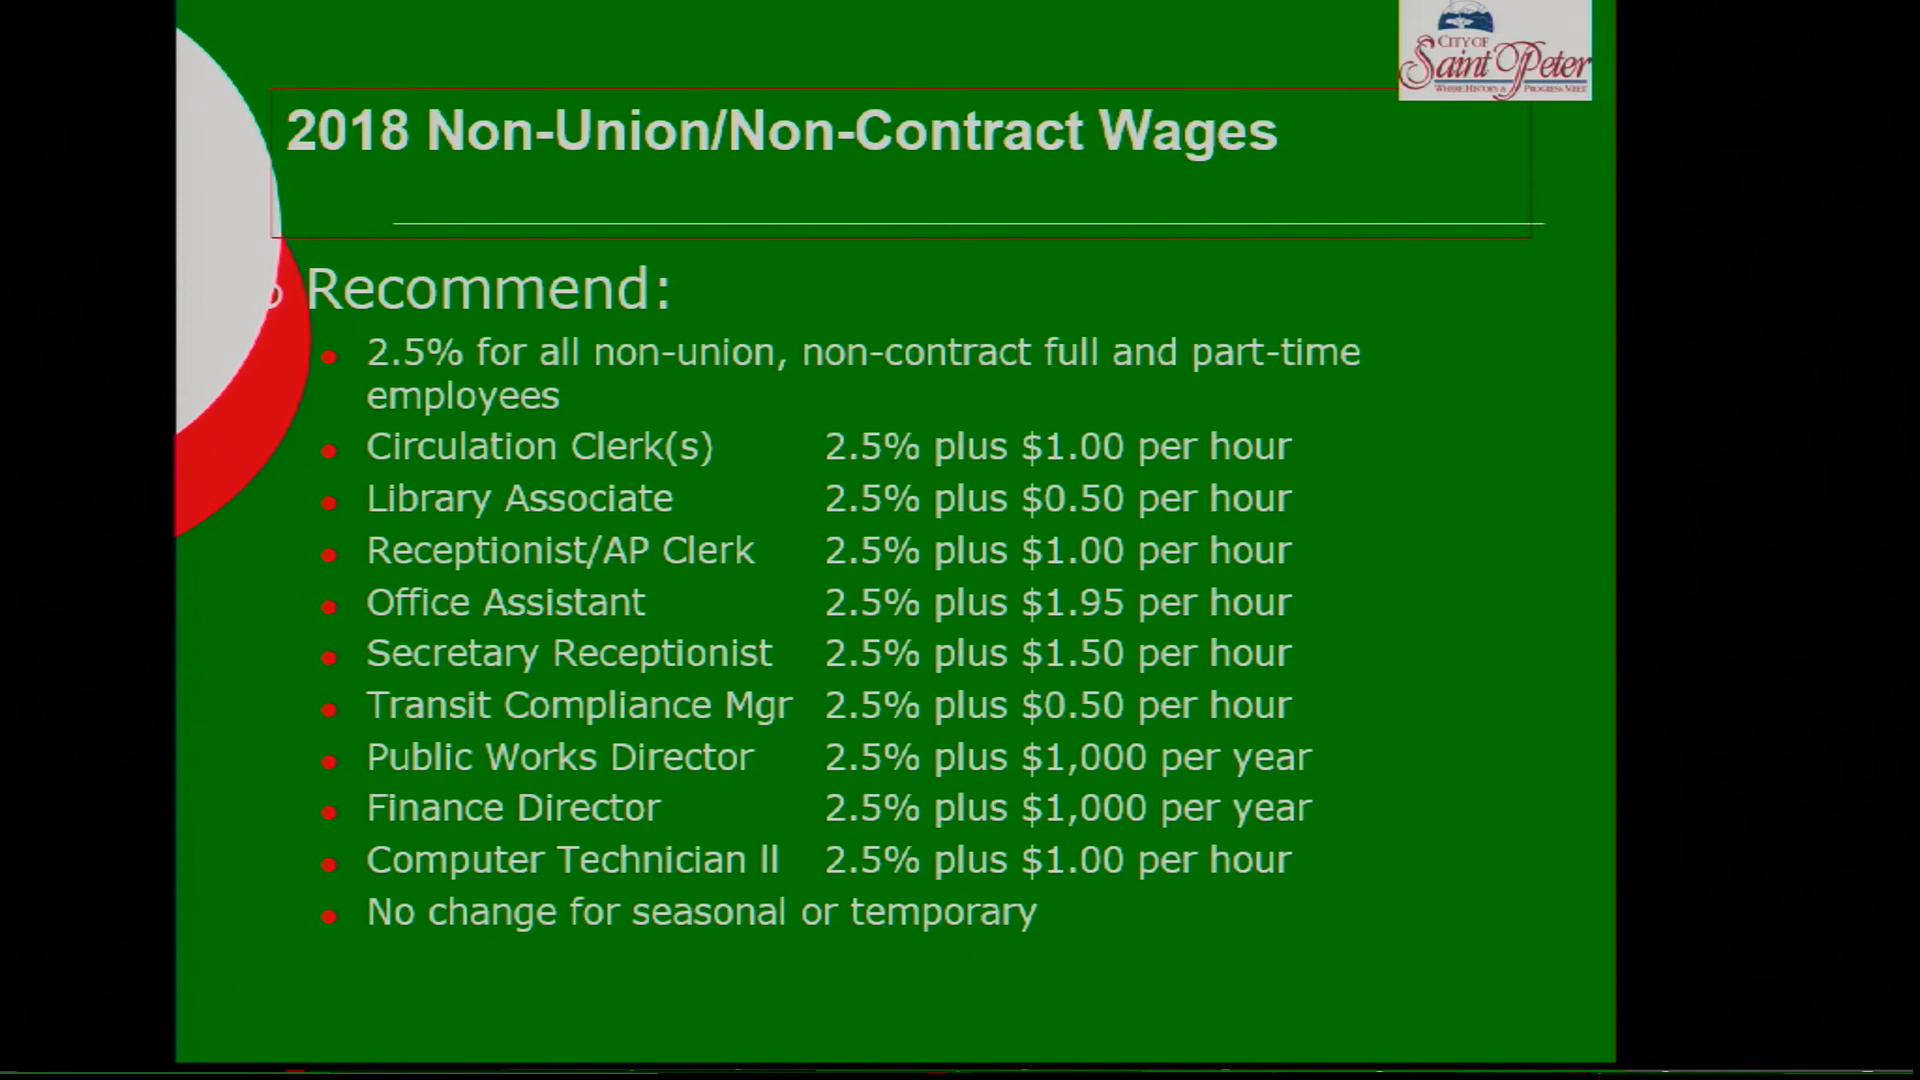 CITY OF
Saint Peter
WHERE HISTORY & PROGRESS MEET
2018 Non-Union/Non-Contract Wages
Recommend:
2.5% for all non-union, non-contract full and part-time
employees
Circulation Clerk(s) 2.5% plus $1.00 per hour
Library Associate 2.5% plus $0.50 per hour
Receptionist/AP Clerk 2.5% plus $1.00 per hour
Office Assistant 2.5% plus $1.95 per hour
Secretary Receptionist 2.5% plus $1.50 per hour
Transit Compliance Mgr 2.5% plus $0.50 per hour
Public Works Director 2.5% plus $1,000 per year
Finance Director 2.5% plus $1,000 per year
Computer Technician ll 2.5% plus $1.00 per hour
No change for seasonal or temporary